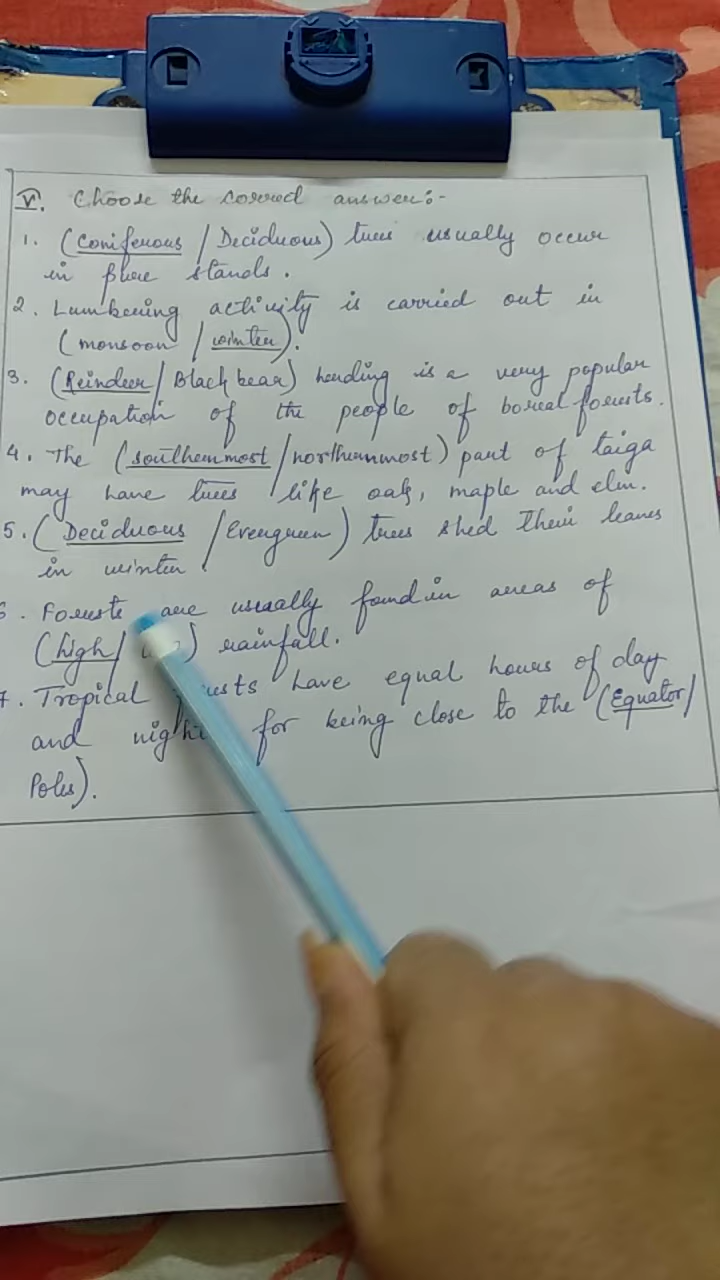 V. Choose the correct answer:-
1. (Coniferous / Deciduous) trees usually occur
in pure stands.
2. Lumbering activity is carried out in
(monsoon / winter).
3. (Reindeer / Black bear) herding is a very popular
occupation of the people of boreal forests.
4. The (southernmost / northernmost) part of taiga
may have trees like oak, maple and elm.
5. (Deciduous / Evergreen) trees shed their leaves
in winter.
6. Forests are usually found in areas of
(high / ) rainfall.
7. Tropical have equal hours of day
and night for being close to the (Equator /
Poles).